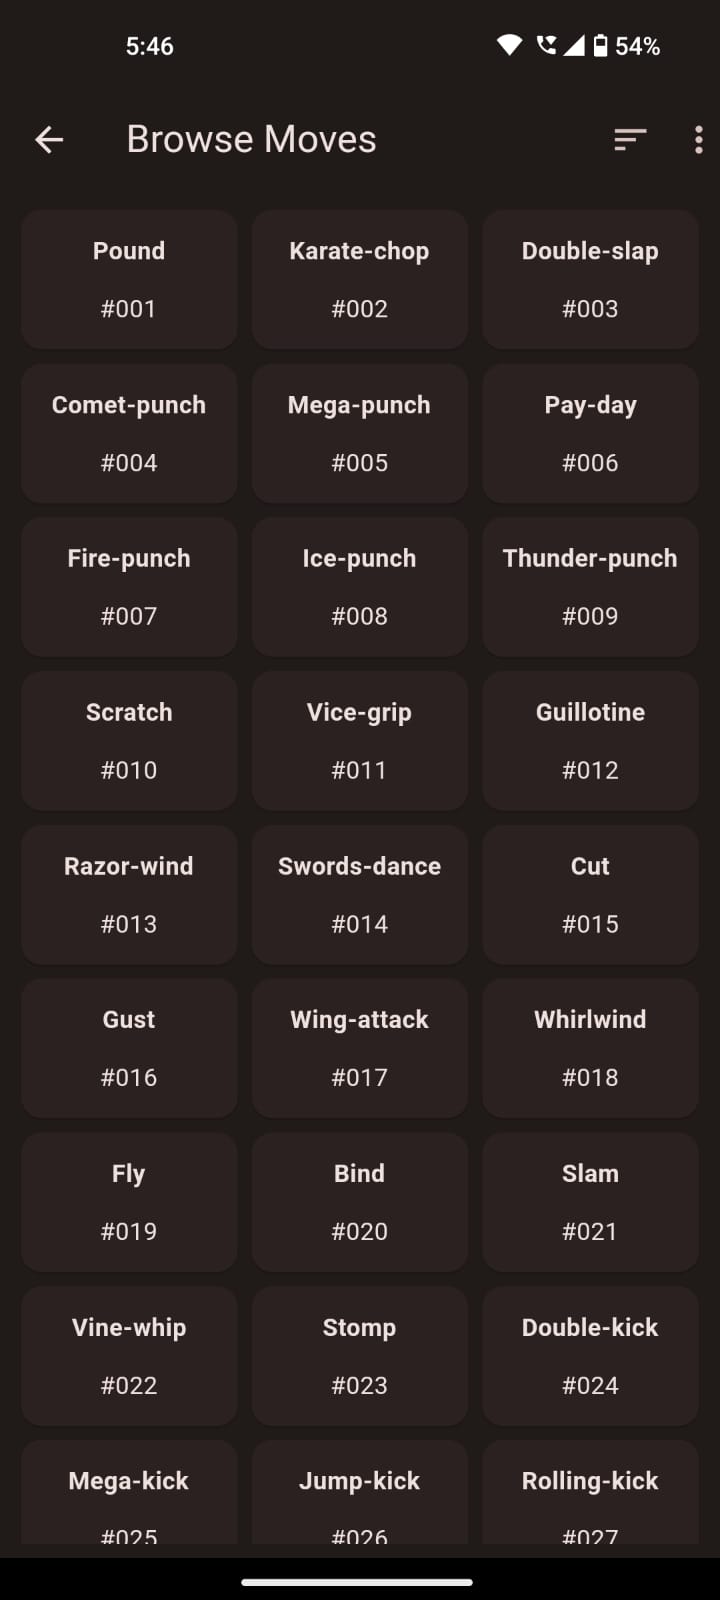 5:46
54%
Browse Moves
Pound Karate-chop Double-slap
#001 #002 #003
Comet-punch Mega-punch Pay-day
#004 #005 #006
Fire-punch Ice-punch Thunder-punch
#007 #008 #009
Scratch Vice-grip Guillotine
#010 #011 #012
Razor-wind Swords-dance Cut
#013 #014 #015
Gust Wing-attack Whirlwind
#016 #017 #018
Fly Bind Slam
#019 #020 #021
Vine-whip Stomp Double-kick
#022 #023 #024
Mega-kick Jump-kick Rolling-kick
#025 #026 #027